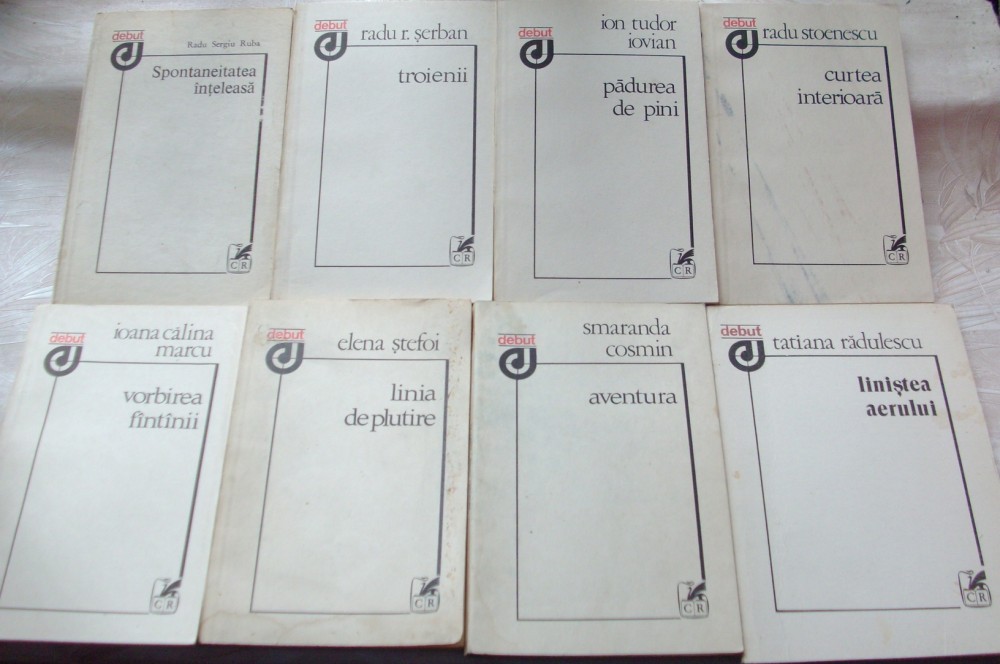 debut
Radu Sergiu Ruba
Spontaneitatea
înțeleasă
CR
debut
radu r. șerban
troienii
CR
debut
ion tudor
iovian
pădurea
de pini
CR
debut
radu stoenescu
curtea
interioară
CR
debut
ioana călina
marcu
vorbirea
fîntînii
CR
debut
elena ștefoi
linia
de plutire
CR
debut
smaranda
cosmin
aventura
CR
debut
tatiana rădulescu
liniștea
aerului
CR